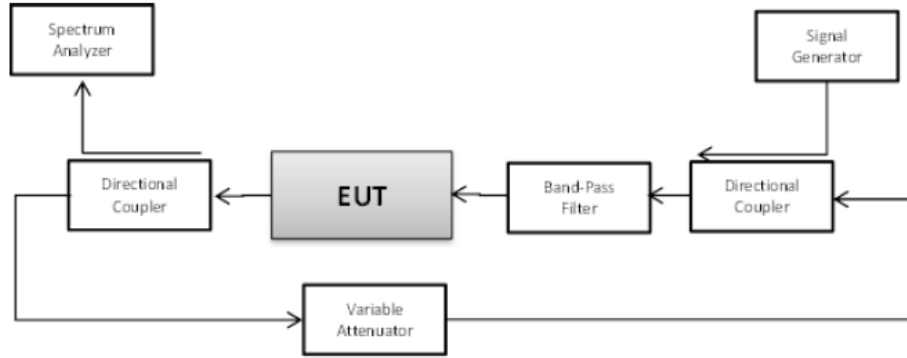 Spectrum
Analyzer
Signal
Generator
Directional
Coupler
EUT
Band-Pass
Filter
Directional
Coupler
Variable
Attenuator